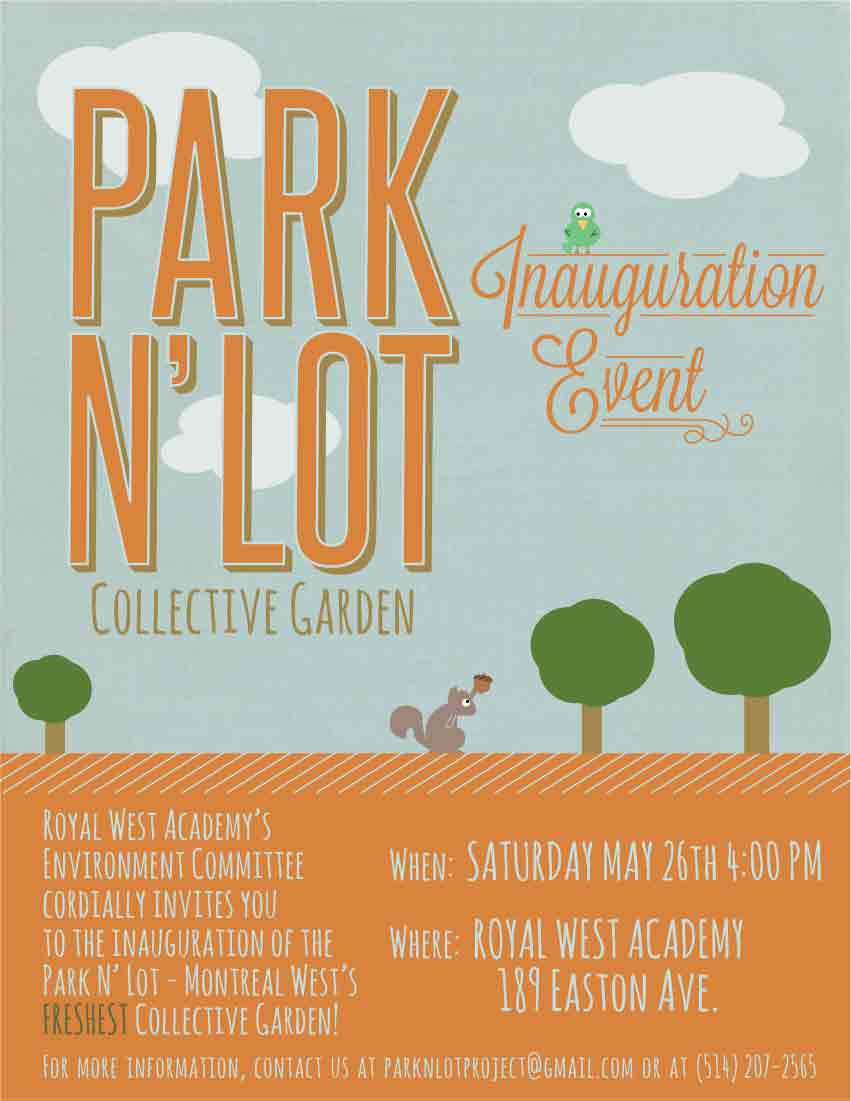 PARK
N'LOT
Collective Garden
Inauguration
Event
Royal West Academy's
Environment Committee
cordially invites you
to the inauguration of the
Park N' Lot - Montreal West's
FRESHEST Collective Garden!
When: SATURDAY MAY 26TH 4:00 PM
Where: ROYAL WEST ACADEMY
189 Easton Ave.
For more information, contact us at parknlotproject@gmail.com or at (514) 207-2565